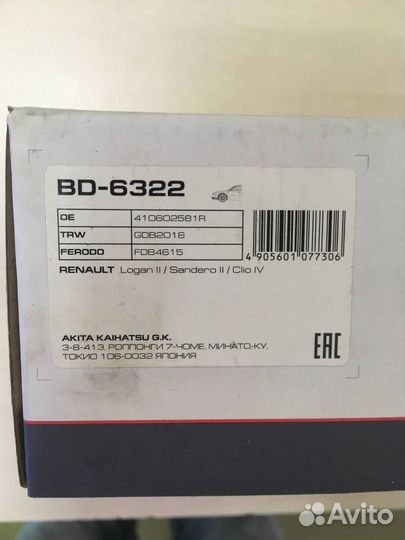 BD-6322
OE 410602581R
TRW GDB2016
FERODO FDB4615
RENAULT Logan II / Sandero II / Clio IV
4 905601 077306
AKITA KAIHATSU G.K.
3-8-413, РОППОНГИ 7-ЧОМЕ, МИНАТО-КУ,
ТОКИО 106-0032 ЯПОНИЯ
EAC
Avito